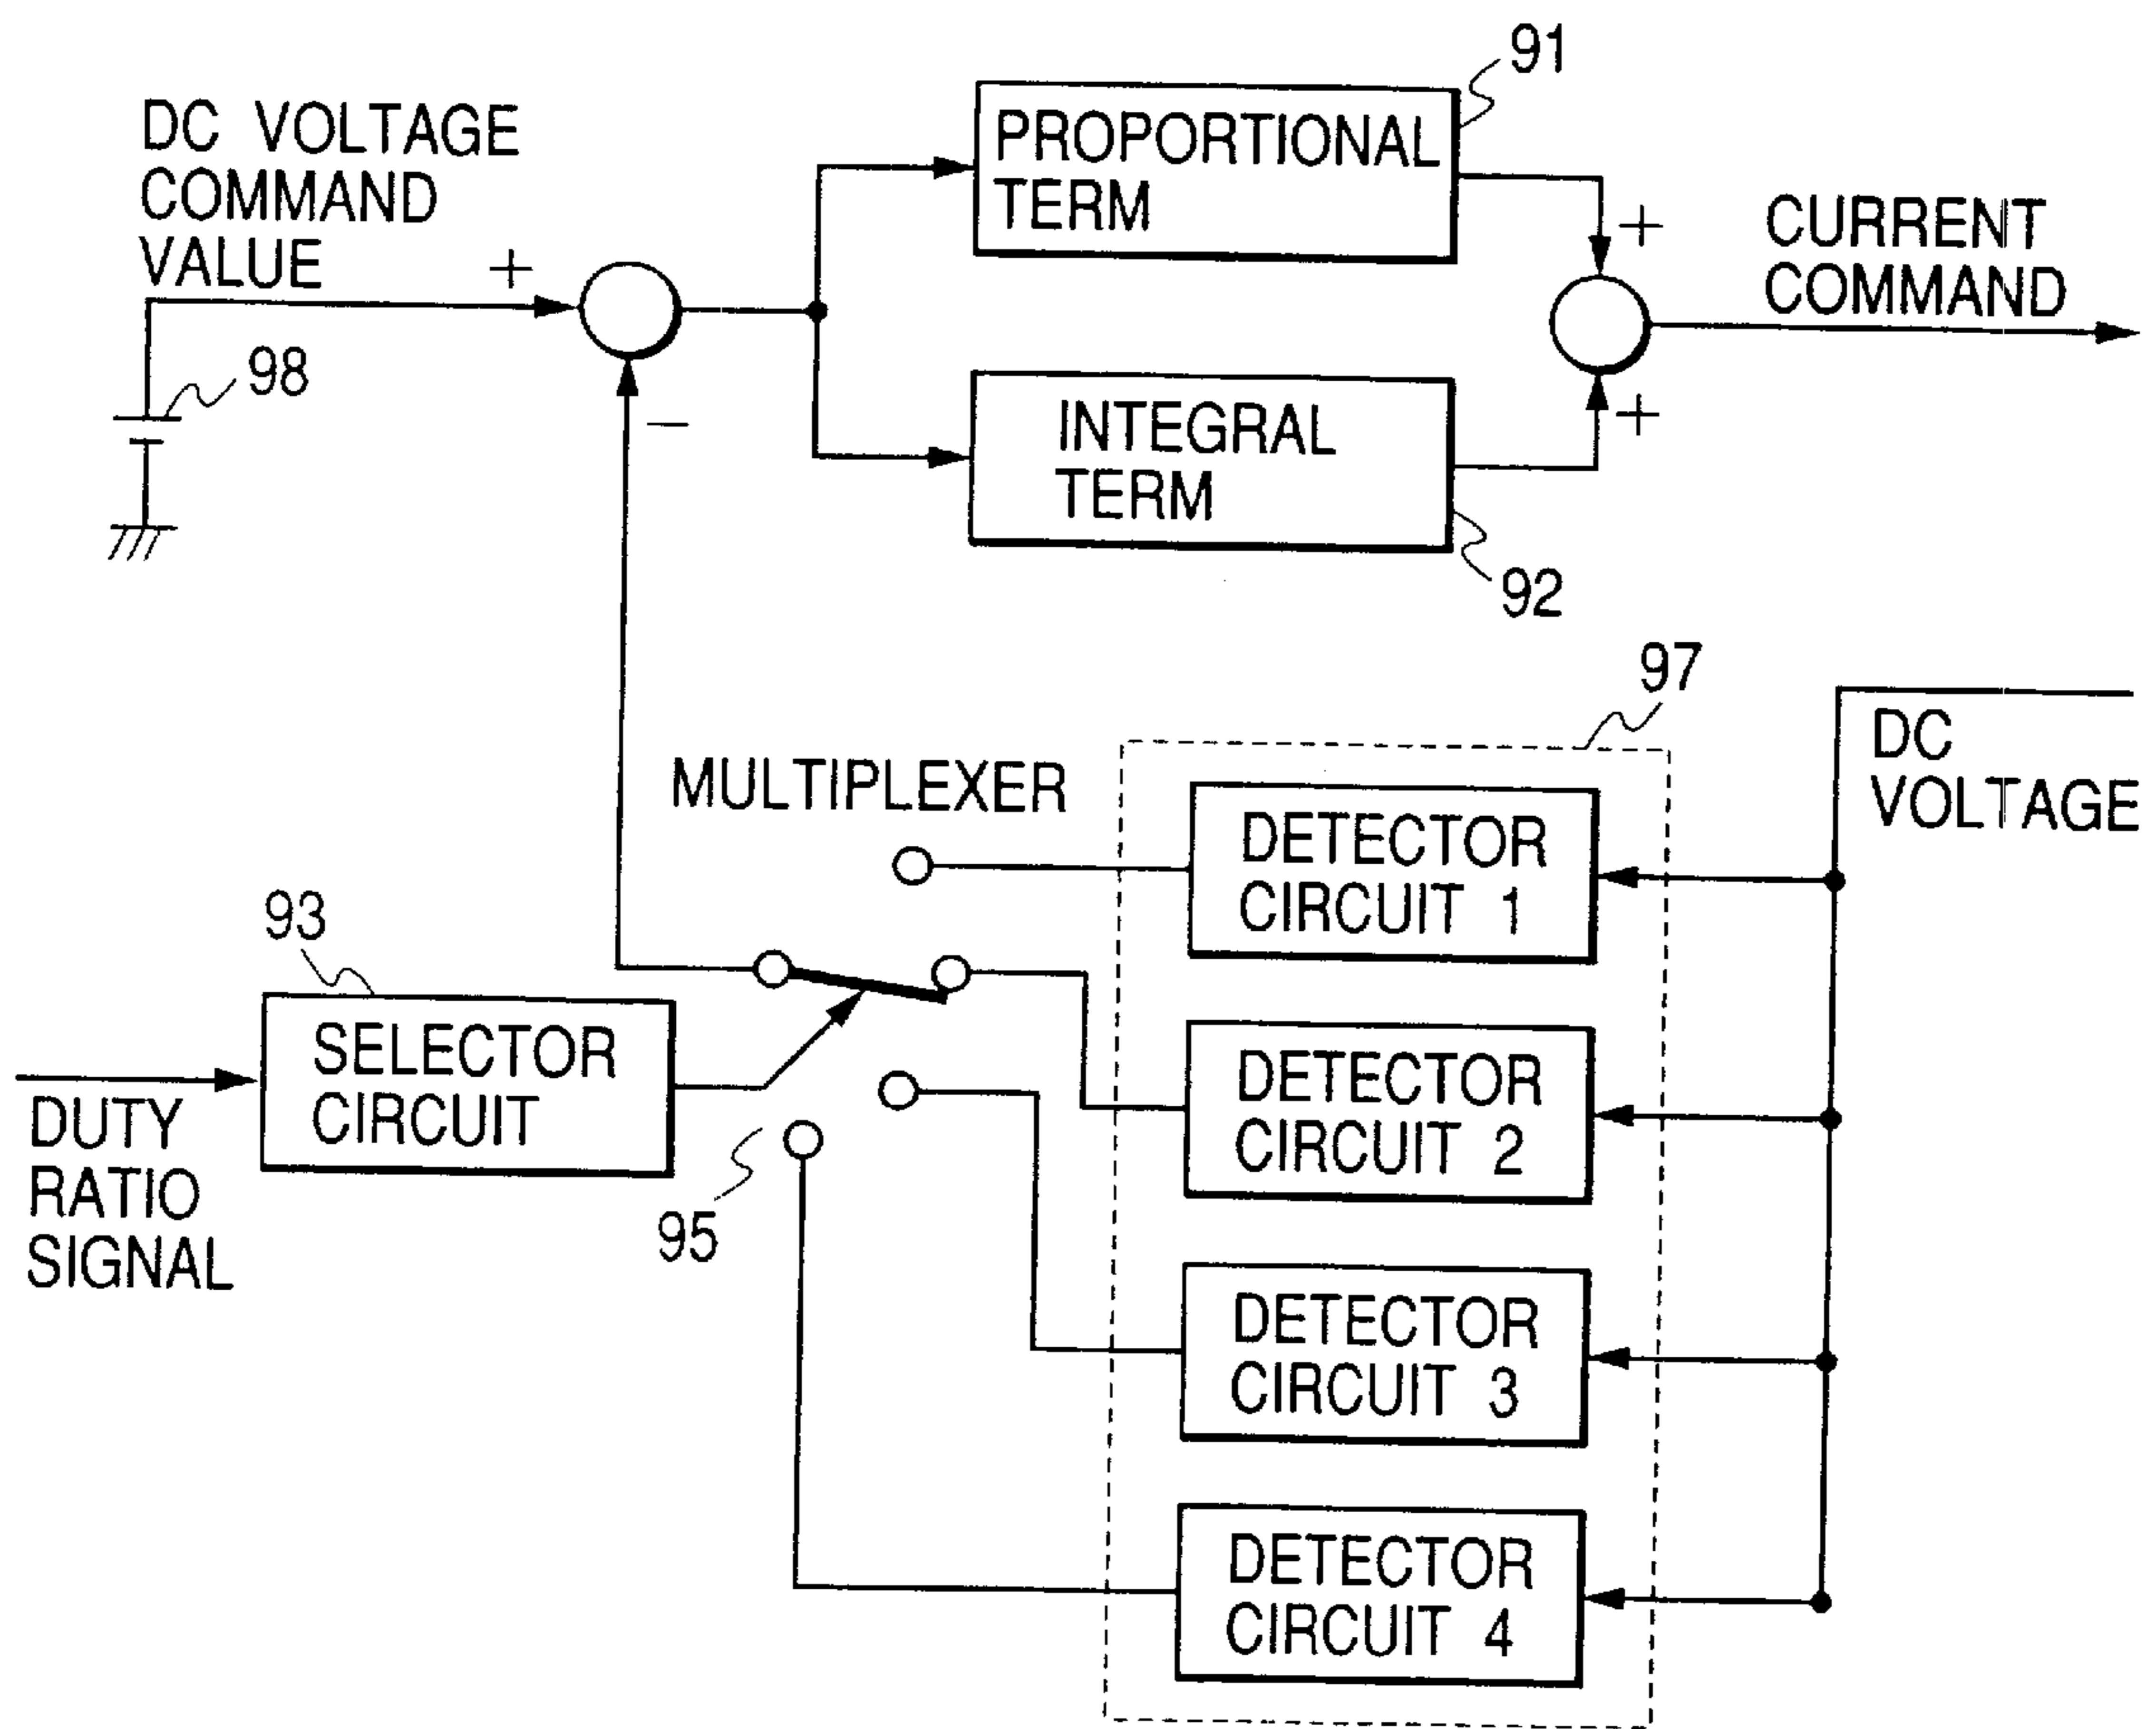 91
DC VOLTAGE
COMMAND
VALUE
+
PROPORTIONAL
TERM
+
CURRENT
COMMAND
98
−
INTEGRAL
TERM
+
92
97
DC
VOLTAGE
MULTIPLEXER
DETECTOR
CIRCUIT 1
93
SELECTOR
CIRCUIT
DETECTOR
CIRCUIT 2
DUTY
RATIO
SIGNAL
95
DETECTOR
CIRCUIT 3
DETECTOR
CIRCUIT 4